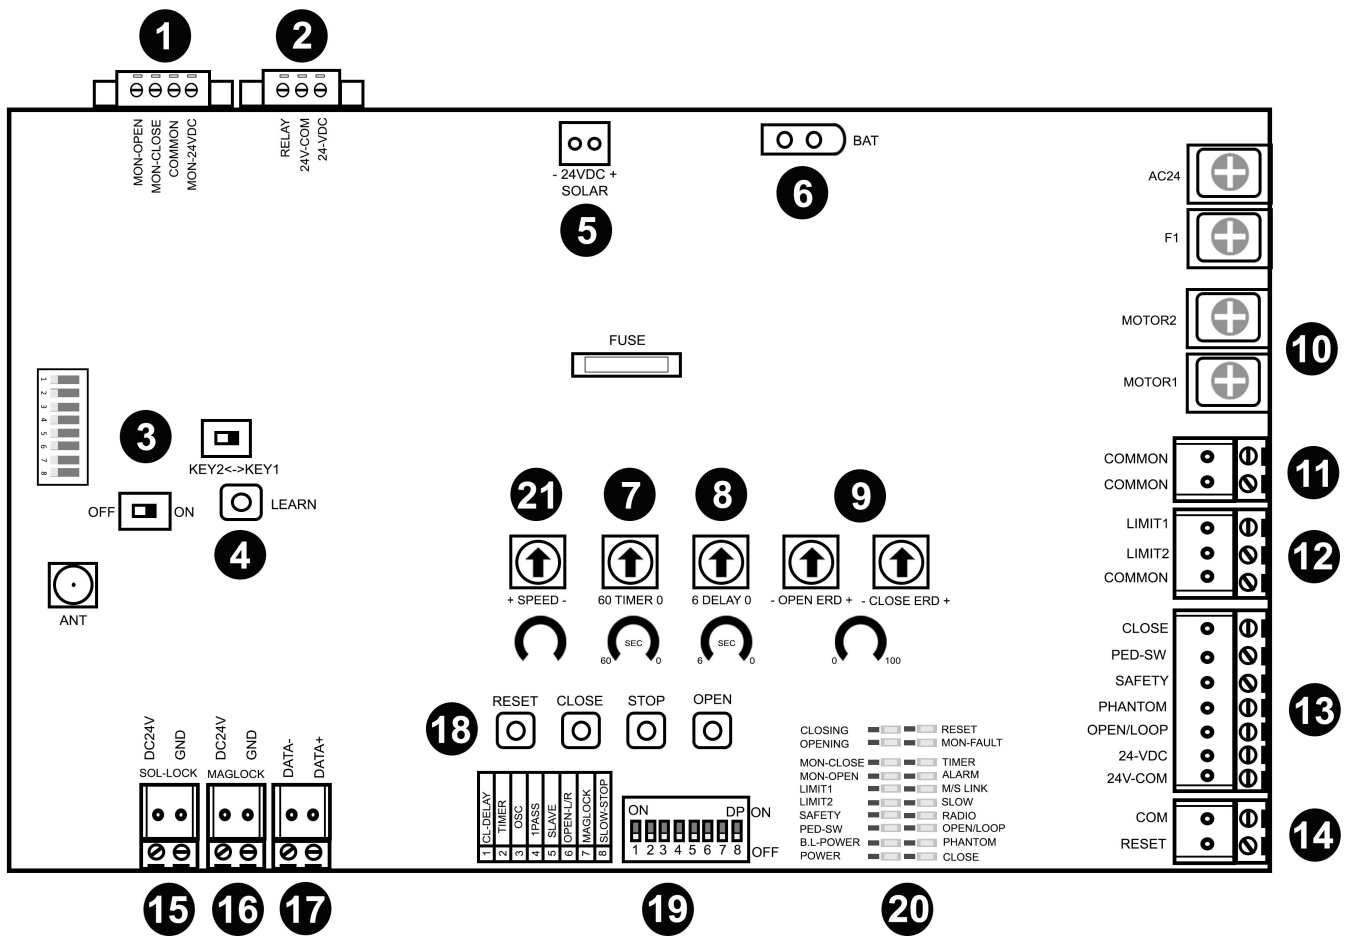 1
2
MON-OPEN
MON-CLOSE
COMMON
MON-24VDC
RELAY
24V-COM
24-VDC
- 24VDC +
SOLAR
5
BAT
6
AC24
F1
MOTOR2
MOTOR1
10
FUSE
1
2
3
4
5
6
7
8
3
KEY2<->KEY1
OFF ON
LEARN
4
ANT
21
7
8
9
+ SPEED -
60 TIMER 0
6 DELAY 0
- OPEN ERD +
- CLOSE ERD +
SEC
60 0
SEC
6 0
0 100
COMMON
COMMON
11
LIMIT1
LIMIT2
COMMON
12
CLOSE
PED-SW
SAFETY
PHANTOM
OPEN/LOOP
24-VDC
24V-COM
13
COM
RESET
14
18
RESET CLOSE STOP OPEN
CLOSING RESET
OPENING MON-FAULT
MON-CLOSE TIMER
MON-OPEN ALARM
LIMIT1 M/S LINK
LIMIT2 SLOW
SAFETY RADIO
PED-SW OPEN/LOOP
B.L-POWER PHANTOM
POWER CLOSE
20
DC24V
GND
SOL-LOCK
15
DC24V
GND
MAGLOCK
16
DATA-
DATA+
17
1 CL-DELAY
2 TIMER
3 OSC
4 1PASS
5 SLAVE
6 OPEN-L/R
7 MAGLOCK
8 SLOW-STOP
ON DP ON
1 2 3 4 5 6 7 8 OFF
19